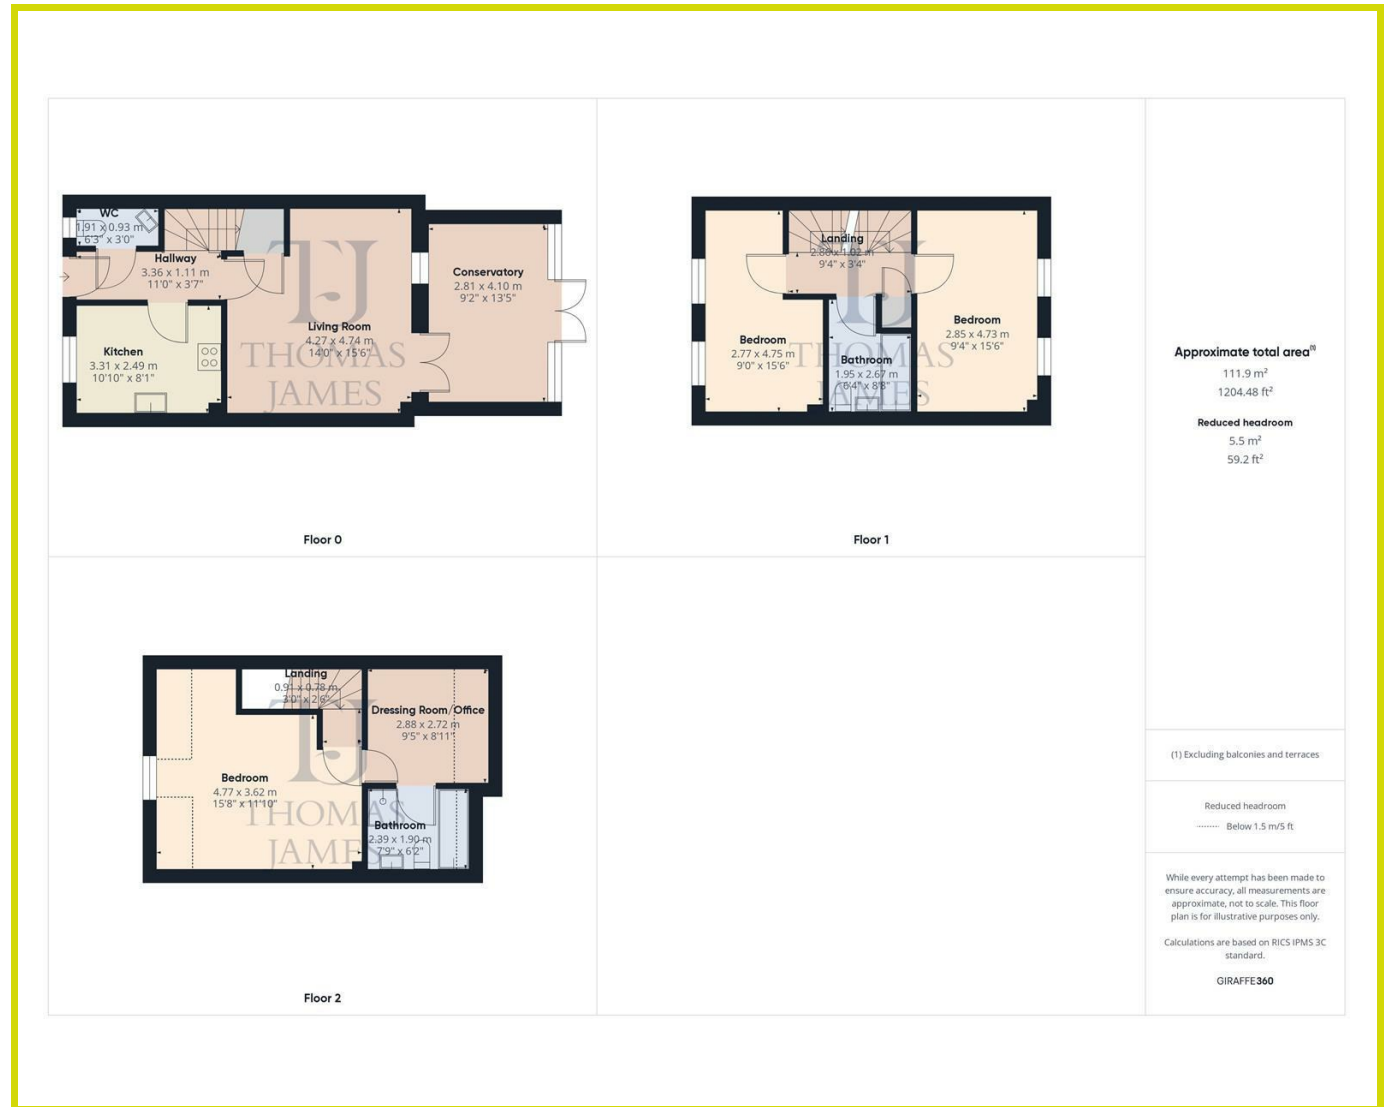 WC
1.91 x 0.93 m
6'3" x 3'0"
Hallway
3.36 x 1.11 m
11'0" x 3'7"
Kitchen
3.31 x 2.49 m
10'10" x 8'1"
Living Room
4.27 x 4.74 m
14'0" x 15'6"
Conservatory
2.81 x 4.10 m
9'2" x 13'5"
TJ
THOMAS
JAMES
Floor 0
Landing
2.86 x 1.02 m
9'4" x 3'4"
Bedroom
2.77 x 4.75 m
9'0" x 15'6"
Bathroom
1.95 x 2.67 m
6'4" x 8'8"
Bedroom
2.85 x 4.73 m
9'4" x 15'6"
TJ
THOMAS
JAMES
Floor 1
Landing
0.91 x 0.78 m
3'0" x 2'6"
Dressing Room/Office
2.88 x 2.72 m
9'5" x 8'11"
Bedroom
4.77 x 3.62 m
15'8" x 11'10"
Bathroom
2.39 x 1.90 m
7'9" x 6'2"
TJ
THOMAS
JAMES
Floor 2
Approximate total area(1)
111.9 m²
1204.48 ft²
Reduced headroom
5.5 m²
59.2 ft²
(1) Excluding balconies and terraces
Reduced headroom
Below 1.5 m/5 ft
While every attempt has been made to
ensure accuracy, all measurements are
approximate, not to scale. This floor
plan is for illustrative purposes only.
Calculations are based on RICS IPMS 3C
standard.
GIRAFFE360